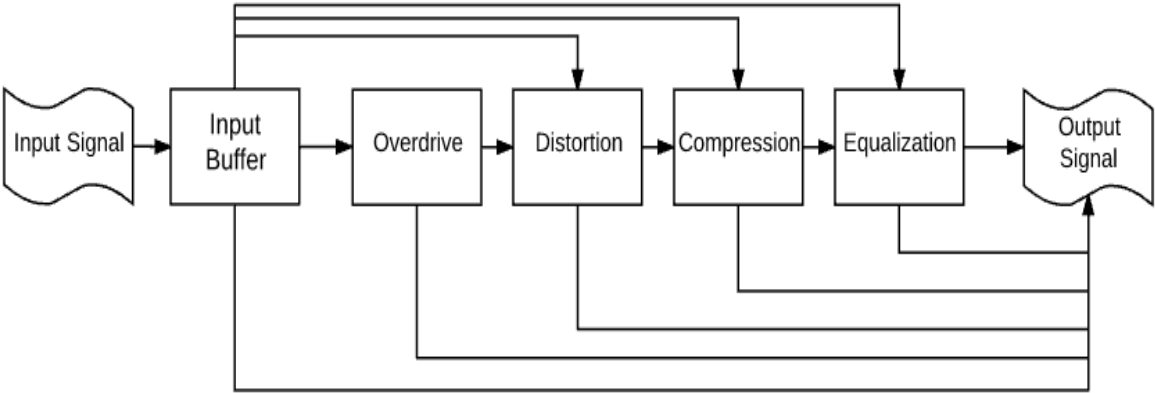 Input Signal
Input
Buffer
Overdrive
Distortion
Compression
Equalization
Output
Signal